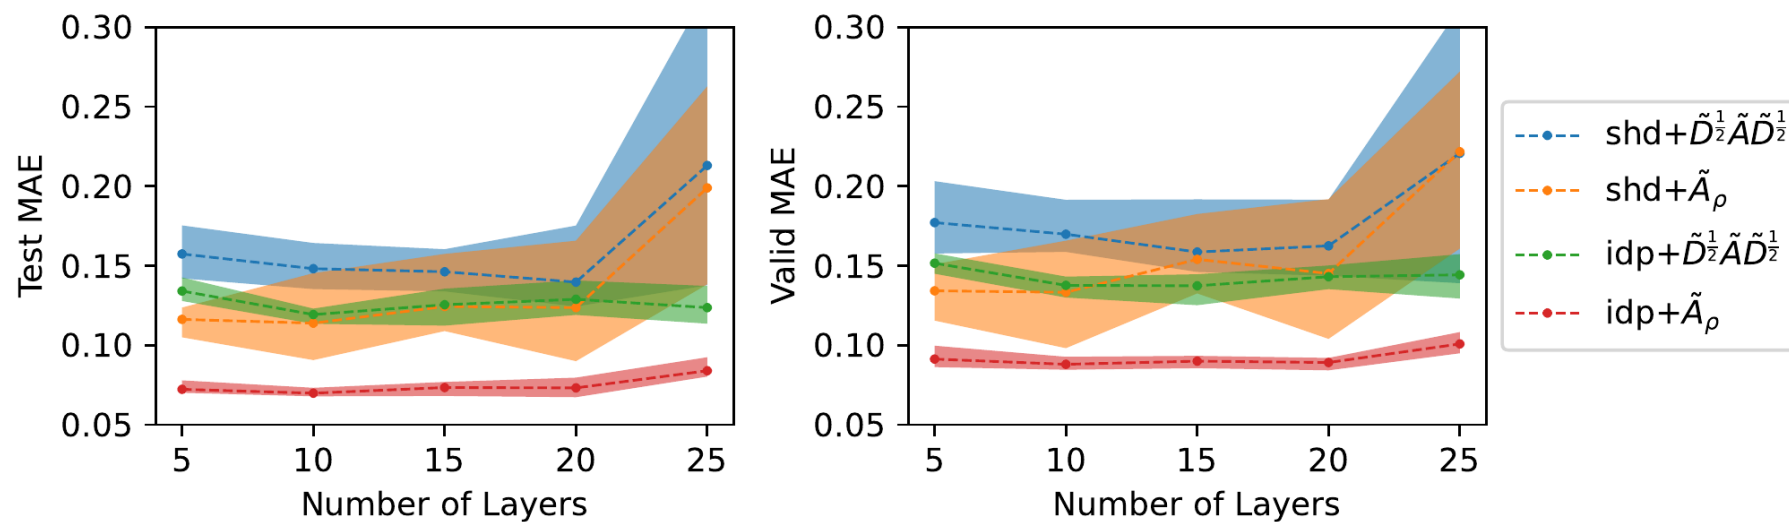 0.30
0.25
0.20
0.15
0.10
0.05
Test MAE
5 10 15 20 25
Number of Layers
0.30
0.25
0.20
0.15
0.10
0.05
Valid MAE
5 10 15 20 25
Number of Layers
shd+D̃^½ÃD̃^½
shd+Ã_ρ
idp+D̃^½ÃD̃^½
idp+Ã_ρ